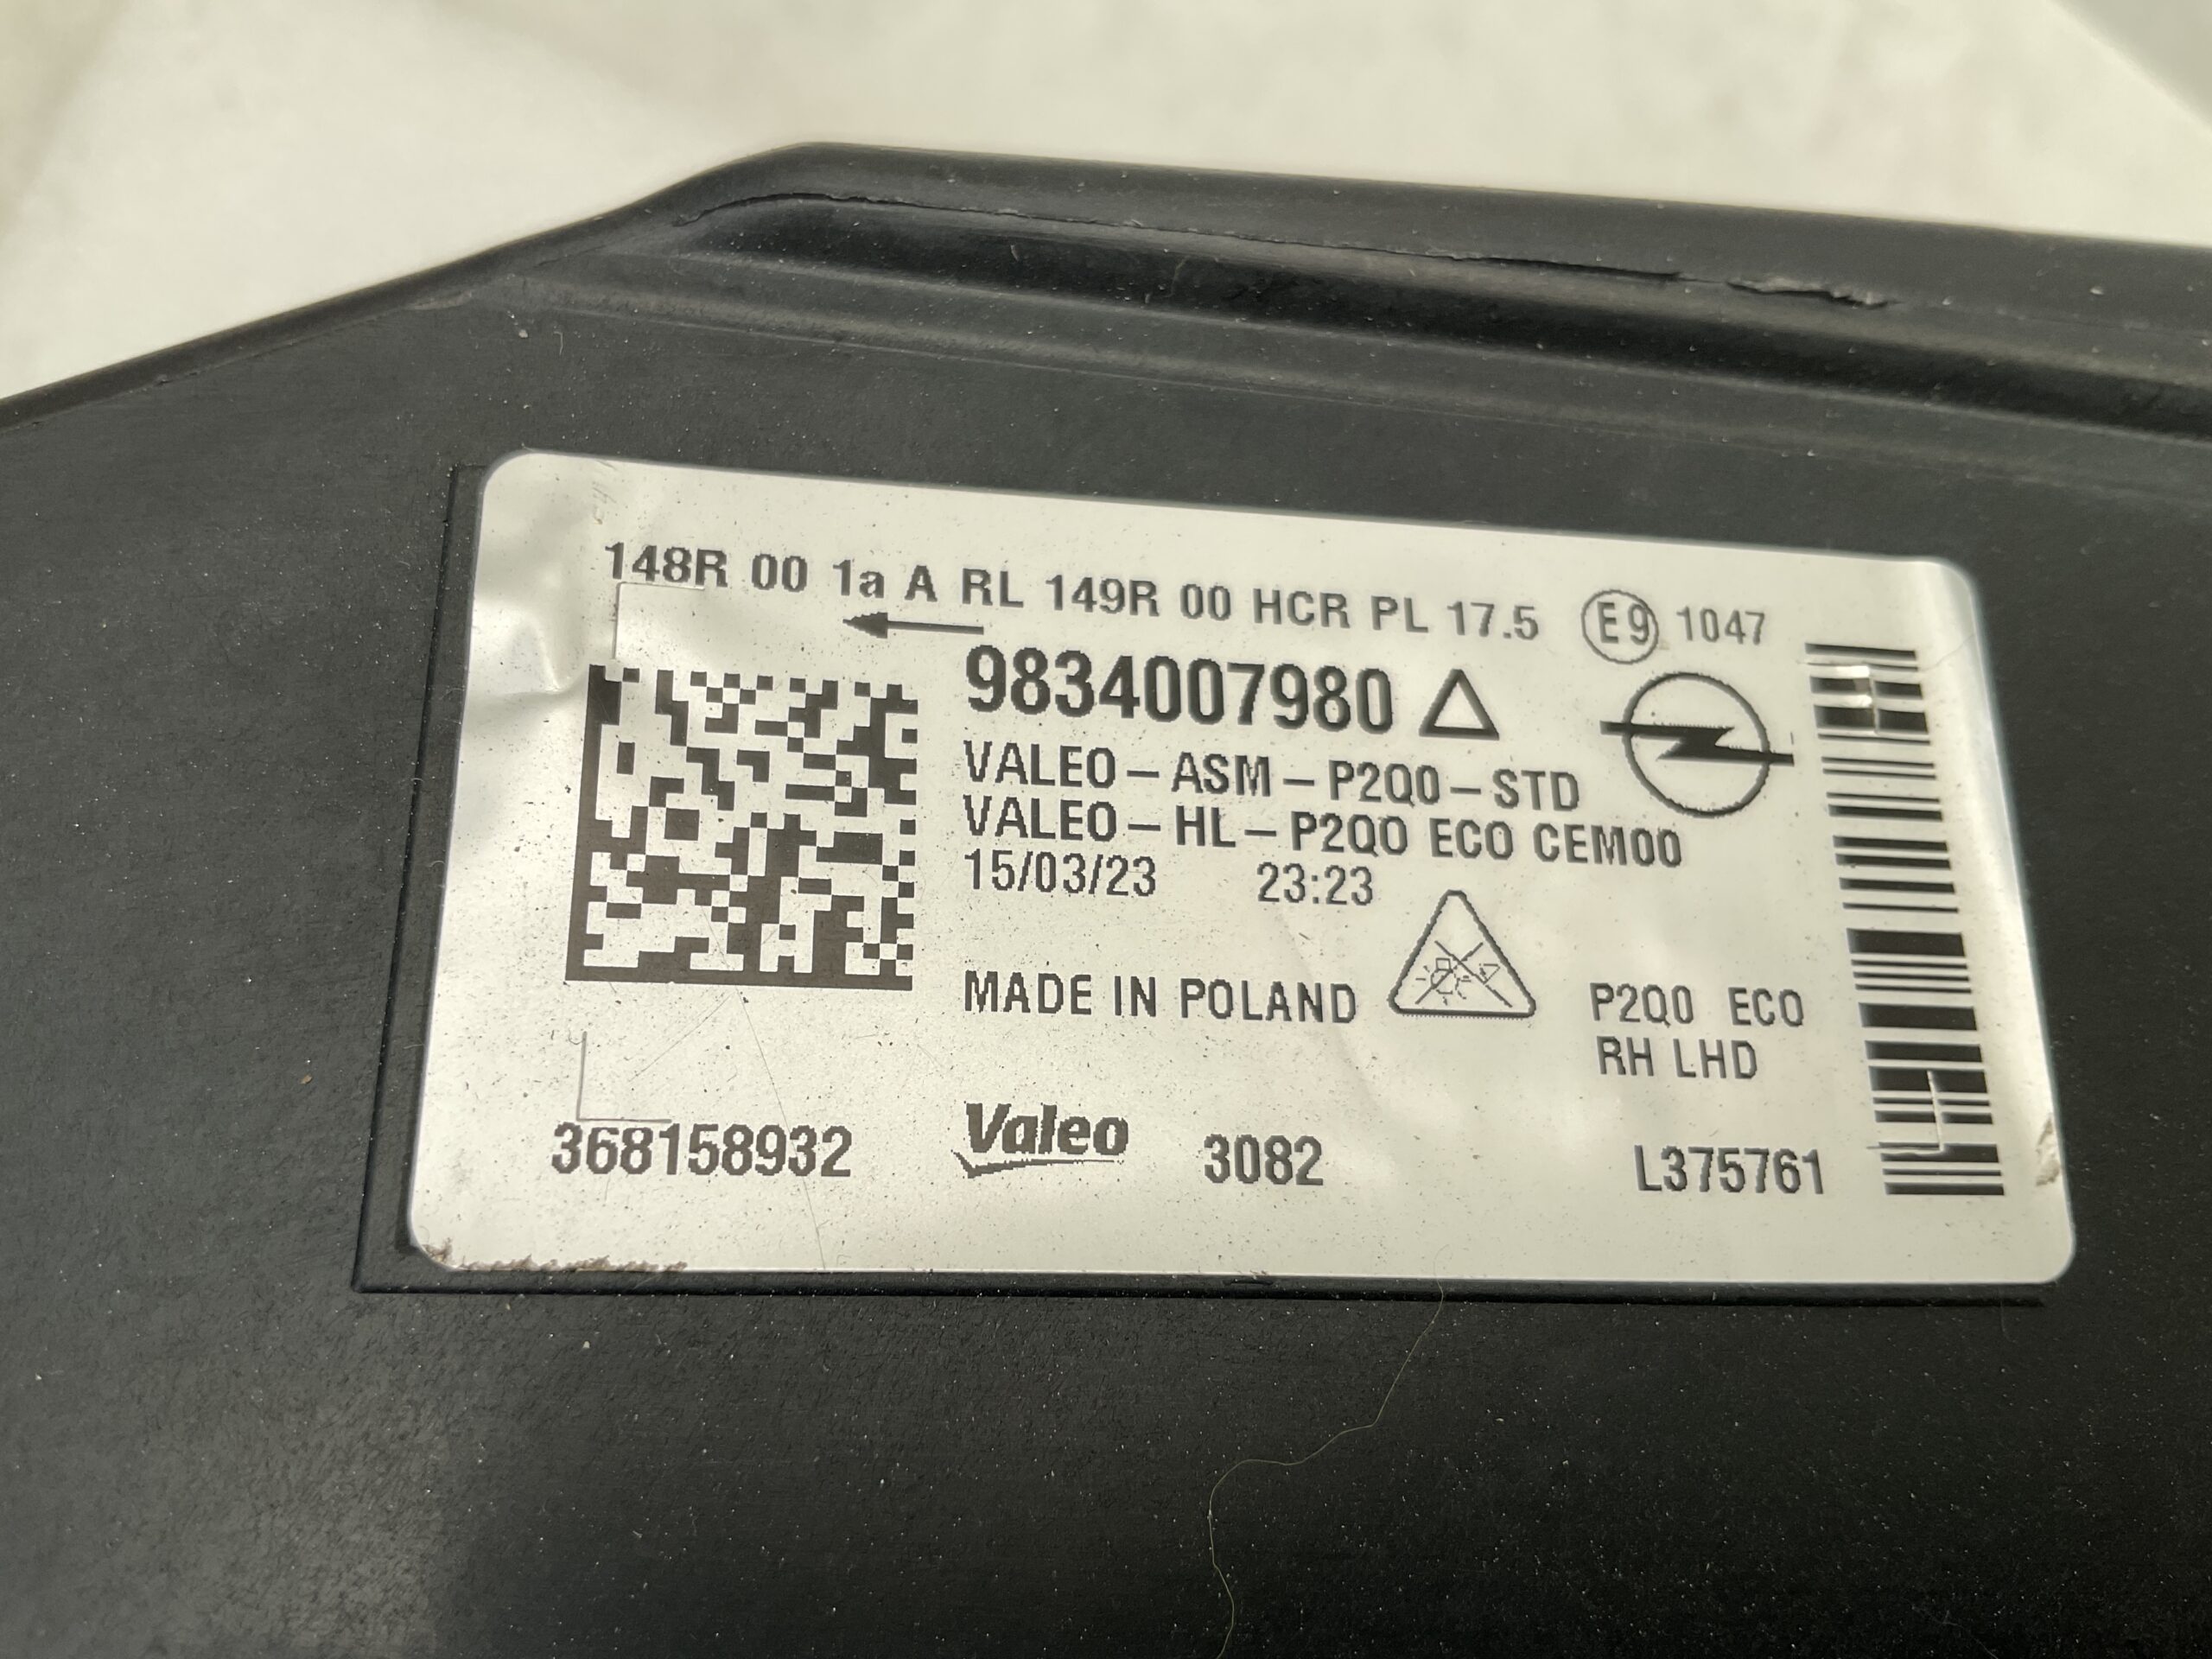 148R 00 1a A RL 149R 00 HCR PL 17.5 E9 1047
9834007980
VALEO-ASM-P2Q0-STD
VALEO-HL-P2QO ECO CEM00
15/03/23 23:23
MADE IN POLAND
P2Q0 ECO
RH LHD
368158932 Valeo 3082 L375761